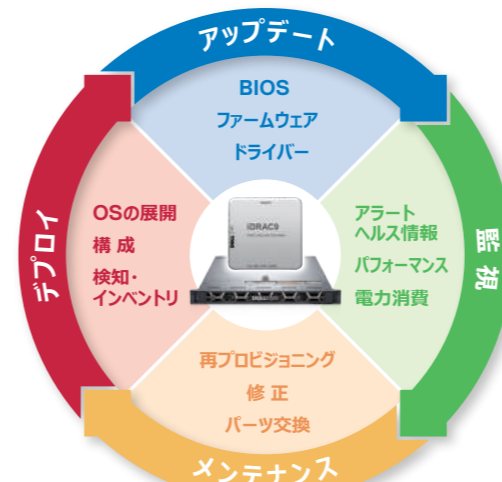 アップデート
BIOS
ファームウェア
ドライバー
デプロイ
OSの展開
構 成
検知・
インベントリ
iDRAC9
DELL
アラート
ヘルス情報
パフォーマンス
電力消費
監 視
再プロビジョニング
修 正
パーツ交換
メンテナンス